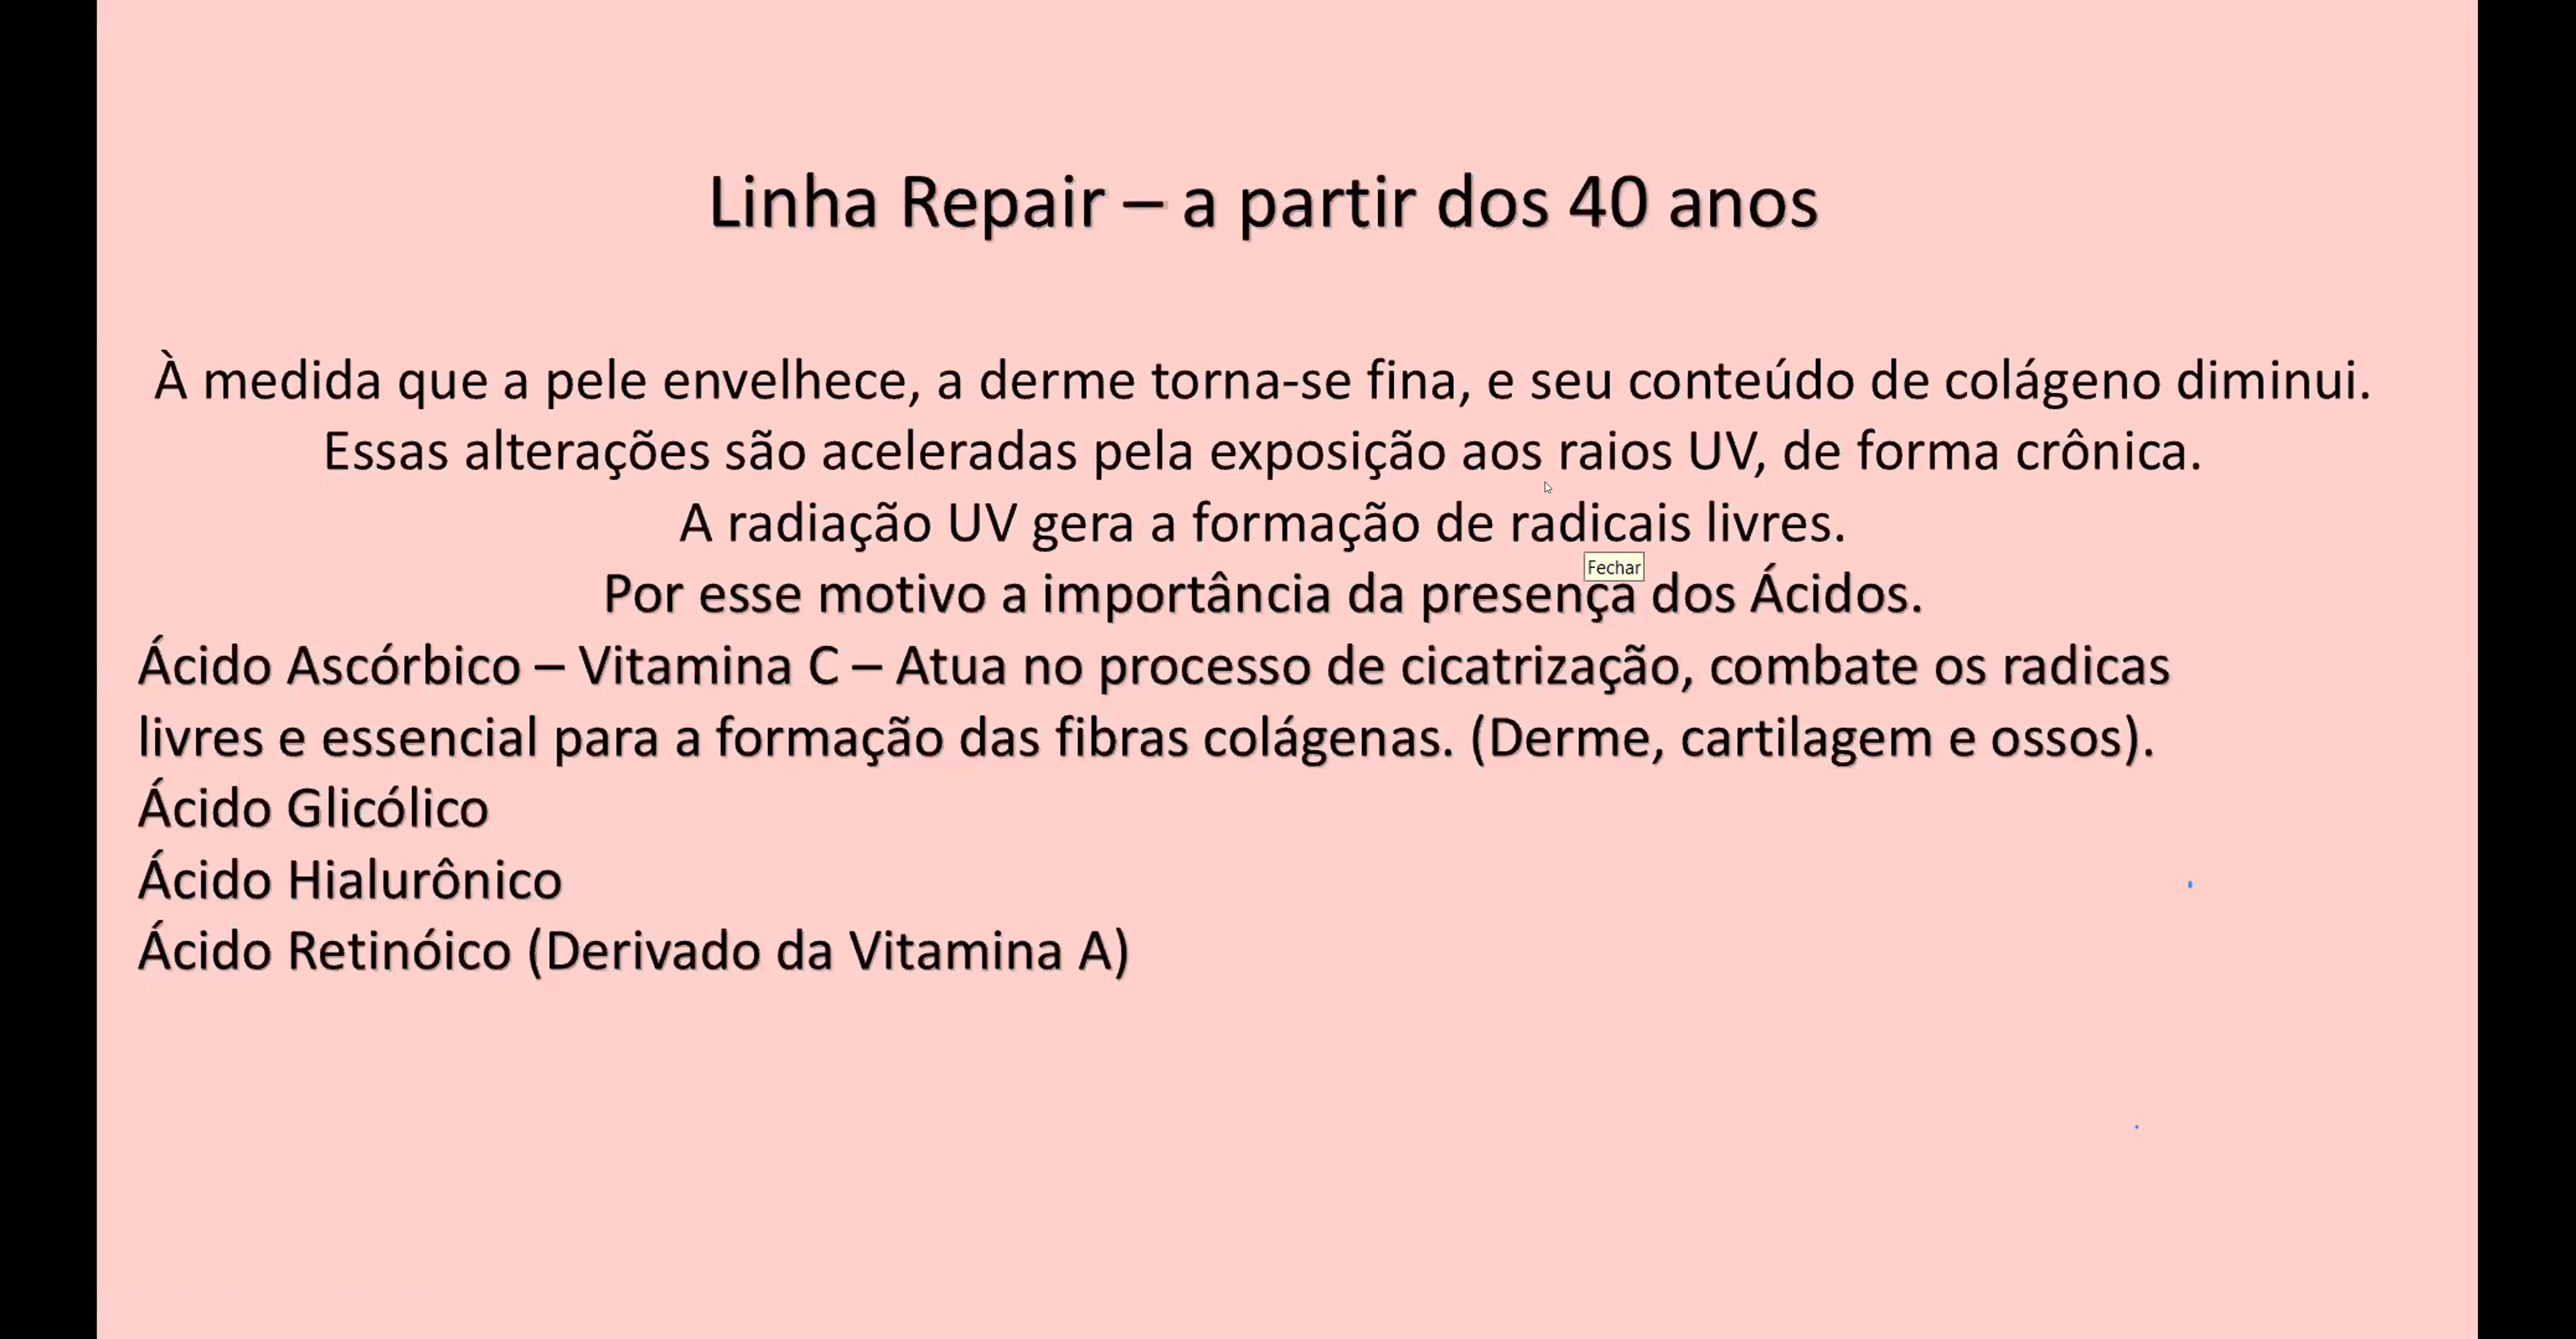 Linha Repair – a partir dos 40 anos
À medida que a pele envelhece, a derme torna-se fina, e seu conteúdo de colágeno diminui.
Essas alterações são aceleradas pela exposição aos raios UV, de forma crônica.
A radiação UV gera a formação de radicais livres.
Fechar
Por esse motivo a importância da presença dos Ácidos.
Ácido Ascórbico – Vitamina C – Atua no processo de cicatrização, combate os radicas
livres e essencial para a formação das fibras colágenas. (Derme, cartilagem e ossos).
Ácido Glicólico
Ácido Hialurônico
Ácido Retinóico (Derivado da Vitamina A)